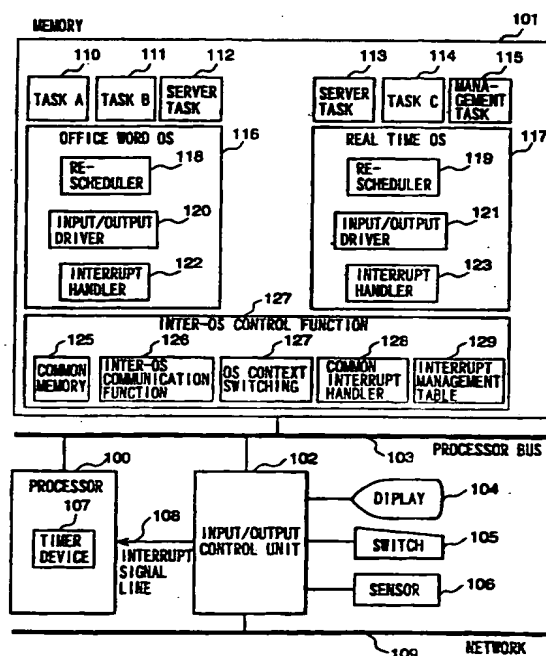 MEMORY
101
110
111
112
113
114
115
TASK A
TASK B
SERVER
TASK
SERVER
TASK
TASK C
MANA-
GEMENT
TASK
OFFICE WORD OS
116
REAL TIME OS
117
118
RE-
SCHEDULER
119
RE-
SCHEDULER
120
INPUT/OUTPUT
DRIVER
121
INPUT/OUTPUT
DRIVER
122
INTERRUPT
HANDLER
123
INTERRUPT
HANDLER
127
INTER-OS CONTROL FUNCTION
125
126
127
128
129
COMMON
MEMORY
INTER-OS
COMMUNICATION
FUNCTION
OS CONTEXT
SWITCHING
COMMON
INTERRUPT
HANDLER
INTERRUPT
MANAGEMENT
TABLE
103
PROCESSOR BUS
100
102
PROCESSOR
107
TIMER
DEVICE
108
INTERRUPT
SIGNAL
LINE
INPUT/OUTPUT
CONTROL UNIT
DIPLAY
104
SWITCH
105
SENSOR
106
109
NETWORK